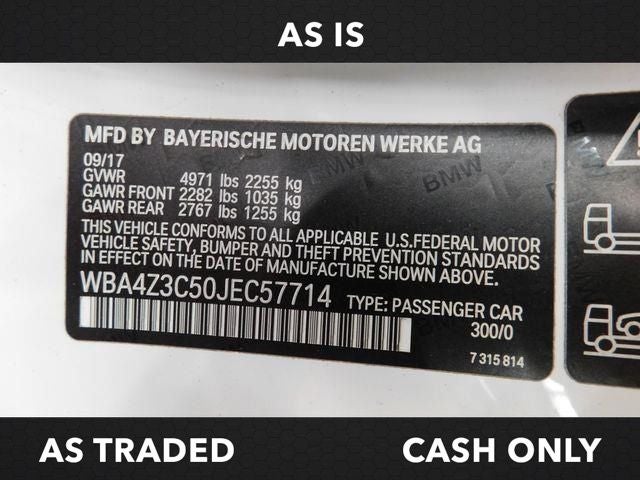 AS IS
MFD BY BAYERISCHE MOTOREN WERKE AG
09/17
GVWR 4971 lbs 2255 kg
GAWR FRONT 2282 lbs 1035 kg
GAWR REAR 2767 lbs 1255 kg
THIS VEHICLE CONFORMS TO ALL APPLICABLE U.S.FEDERAL MOTOR
VEHICLE SAFETY, BUMPER AND THEFT PREVENTION STANDARDS
IN EFFECT ON THE DATE OF MANUFACTURE SHOWN ABOVE.
WBA4Z3C50JEC57714 TYPE: PASSENGER CAR
300/0
7 315 814
BMW
BMW
AS TRADED CASH ONLY